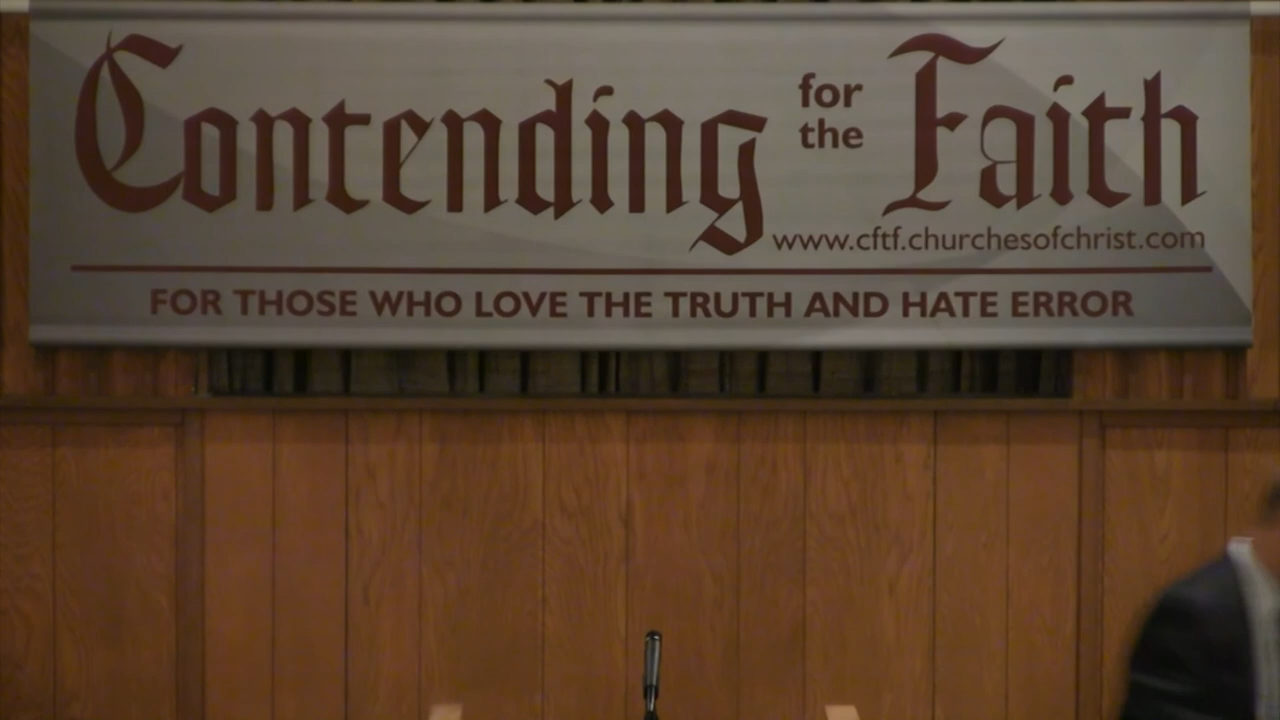 Contending for the Faith
www.cftf.churchesofchrist.com
FOR THOSE WHO LOVE THE TRUTH AND HATE ERROR